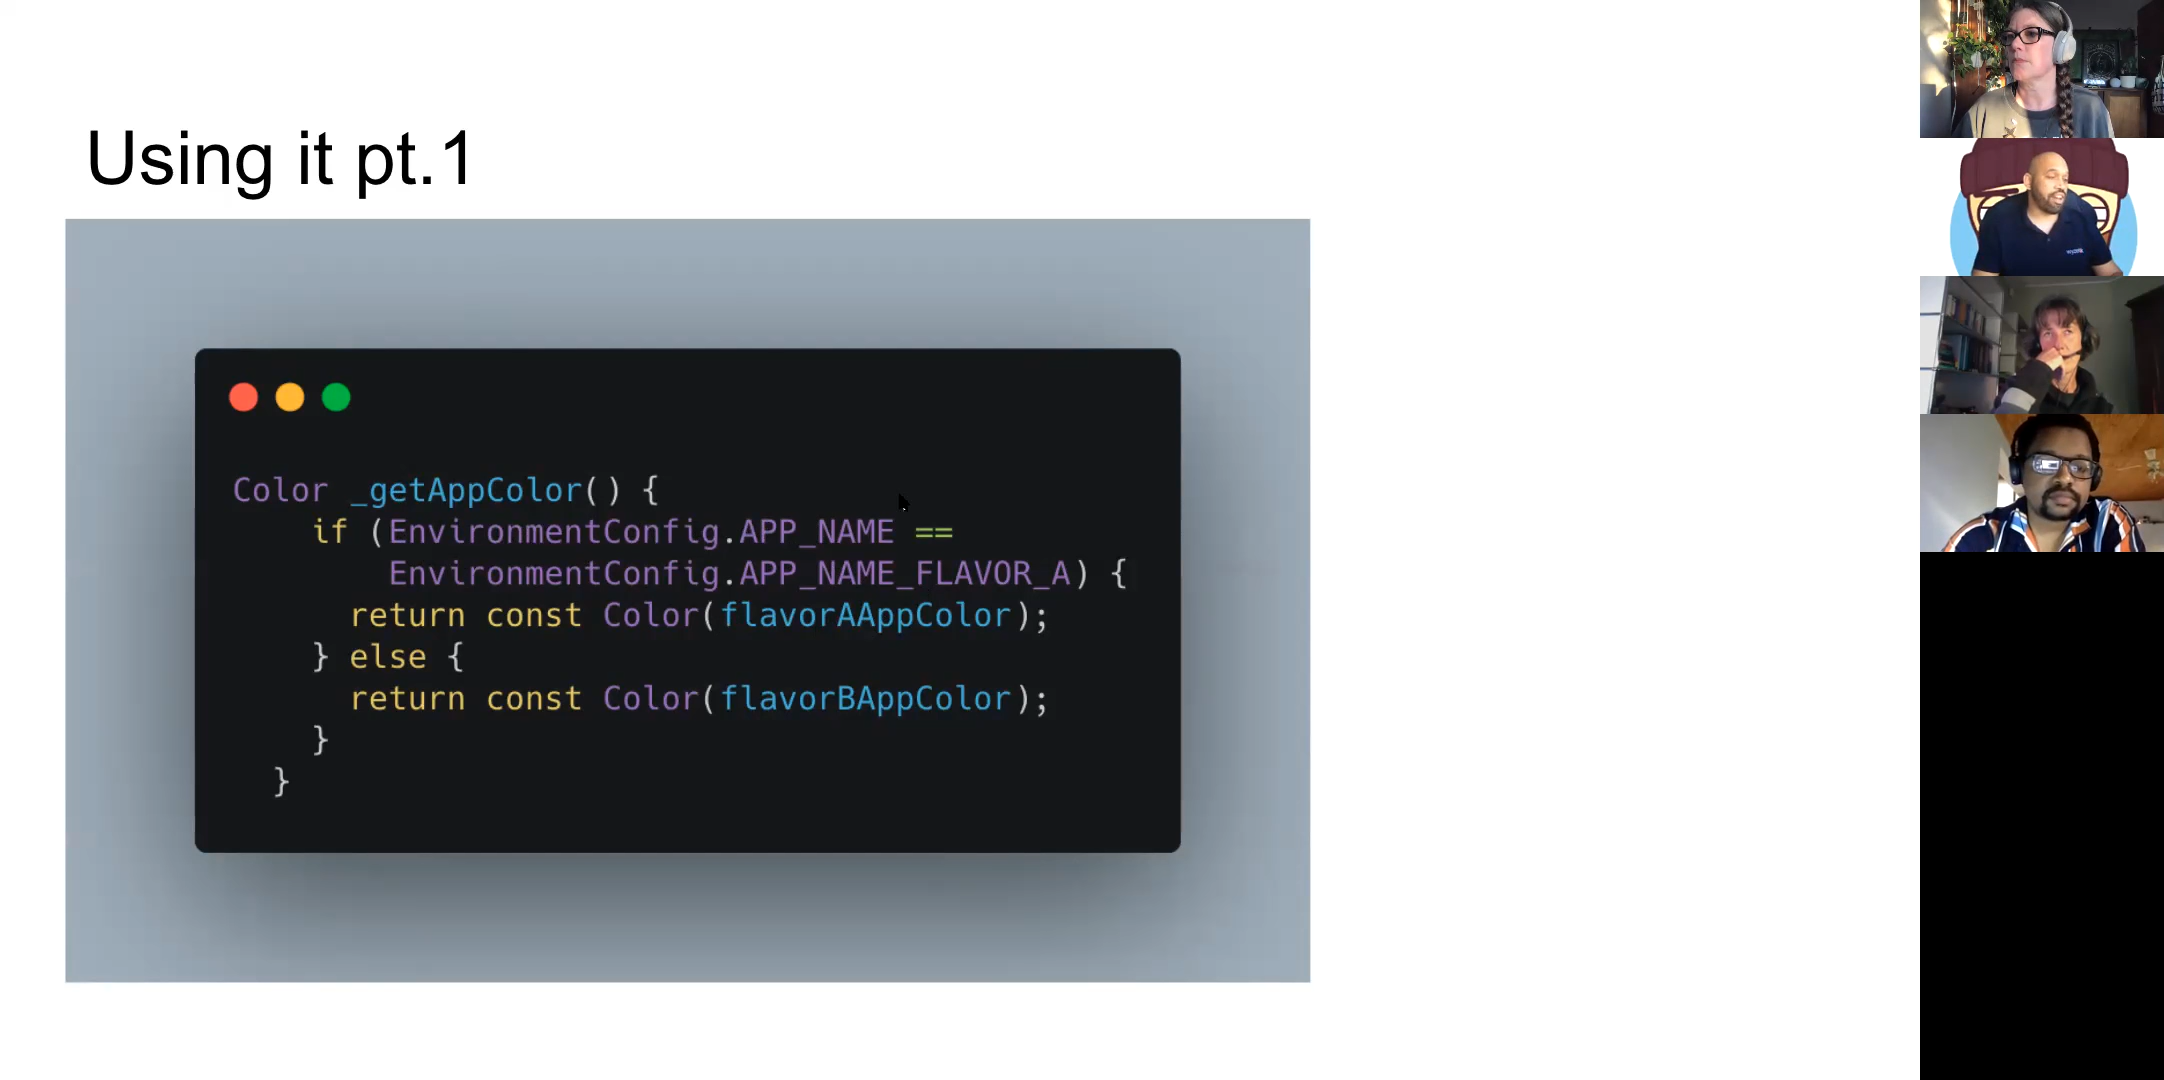 Using it pt.1
Color _getAppColor() {
if (EnvironmentConfig.APP_NAME ==
EnvironmentConfig.APP_NAME_FLAVOR_A) {
return const Color(flavorAAppColor);
} else {
return const Color(flavorBAppColor);
}
}